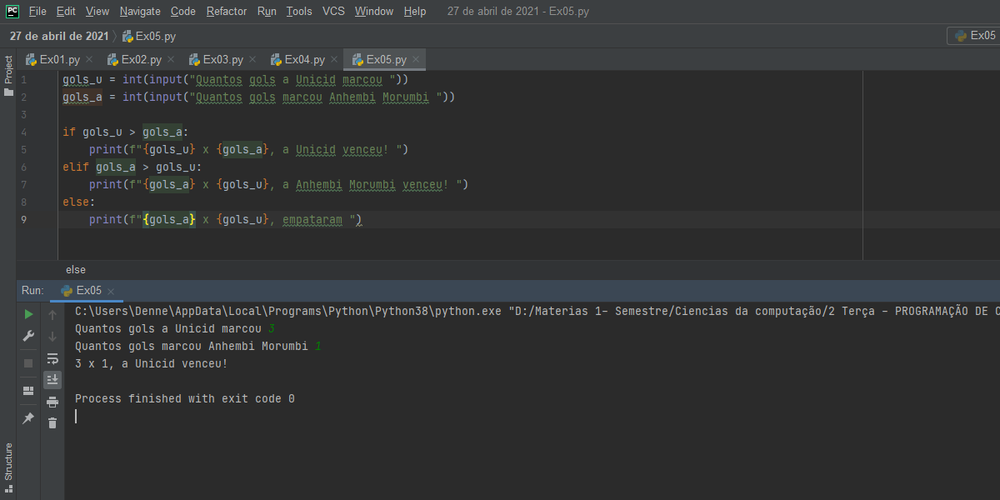 PC File Edit View Navigate Code Refactor Run Tools VCS Window Help 27 de abril de 2021 - Ex05.py
27 de abril de 2021 Ex05.py Ex05
Project
Ex01.py Ex02.py Ex03.py Ex04.py Ex05.py
1 gols_u = int(input("Quantos gols a Unicid marcou "))
2 gols_a = int(input("Quantos gols marcou Anhembi Morumbi "))
3
4 if gols_u > gols_a:
5 print(f"{gols_u} x {gols_a}, a Unicid venceu! ")
6 elif gols_a > gols_u:
7 print(f"{gols_a} x {gols_u}, a Anhembi Morumbi venceu! ")
8 else:
9 print(f"{gols_a} x {gols_u}, empataram ")
else
Run: Ex05
C:\Users\Denne\AppData\Local\Programs\Python\Python38\python.exe "D:/Materias 1- Semestre/Ciencias da computação/2 Terça - PROGRAMAÇÃO DE C
Quantos gols a Unicid marcou 3
Quantos gols marcou Anhembi Morumbi 1
3 x 1, a Unicid venceu!
Process finished with exit code 0
Structure